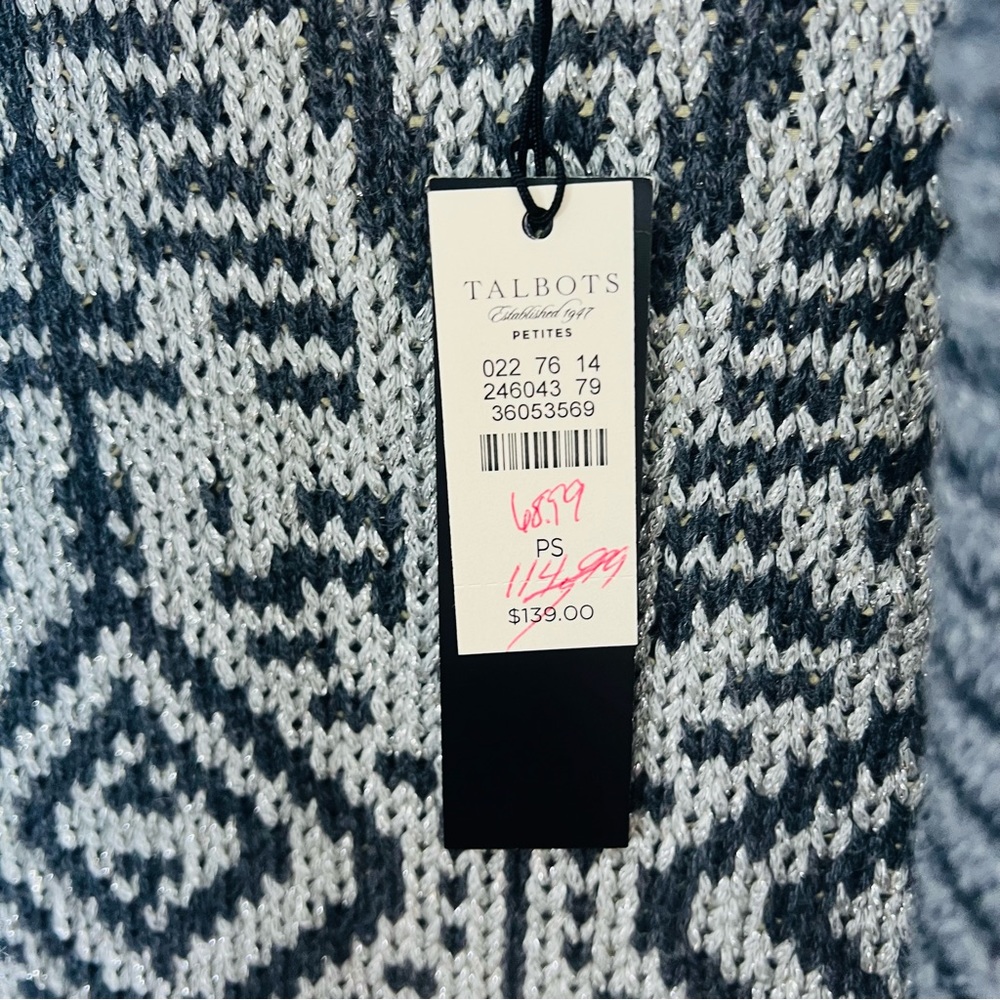 TALBOTS
Established 1947
PETITES
022 76 14
246043 79
36053569
68.99
PS
114.99
$139.00